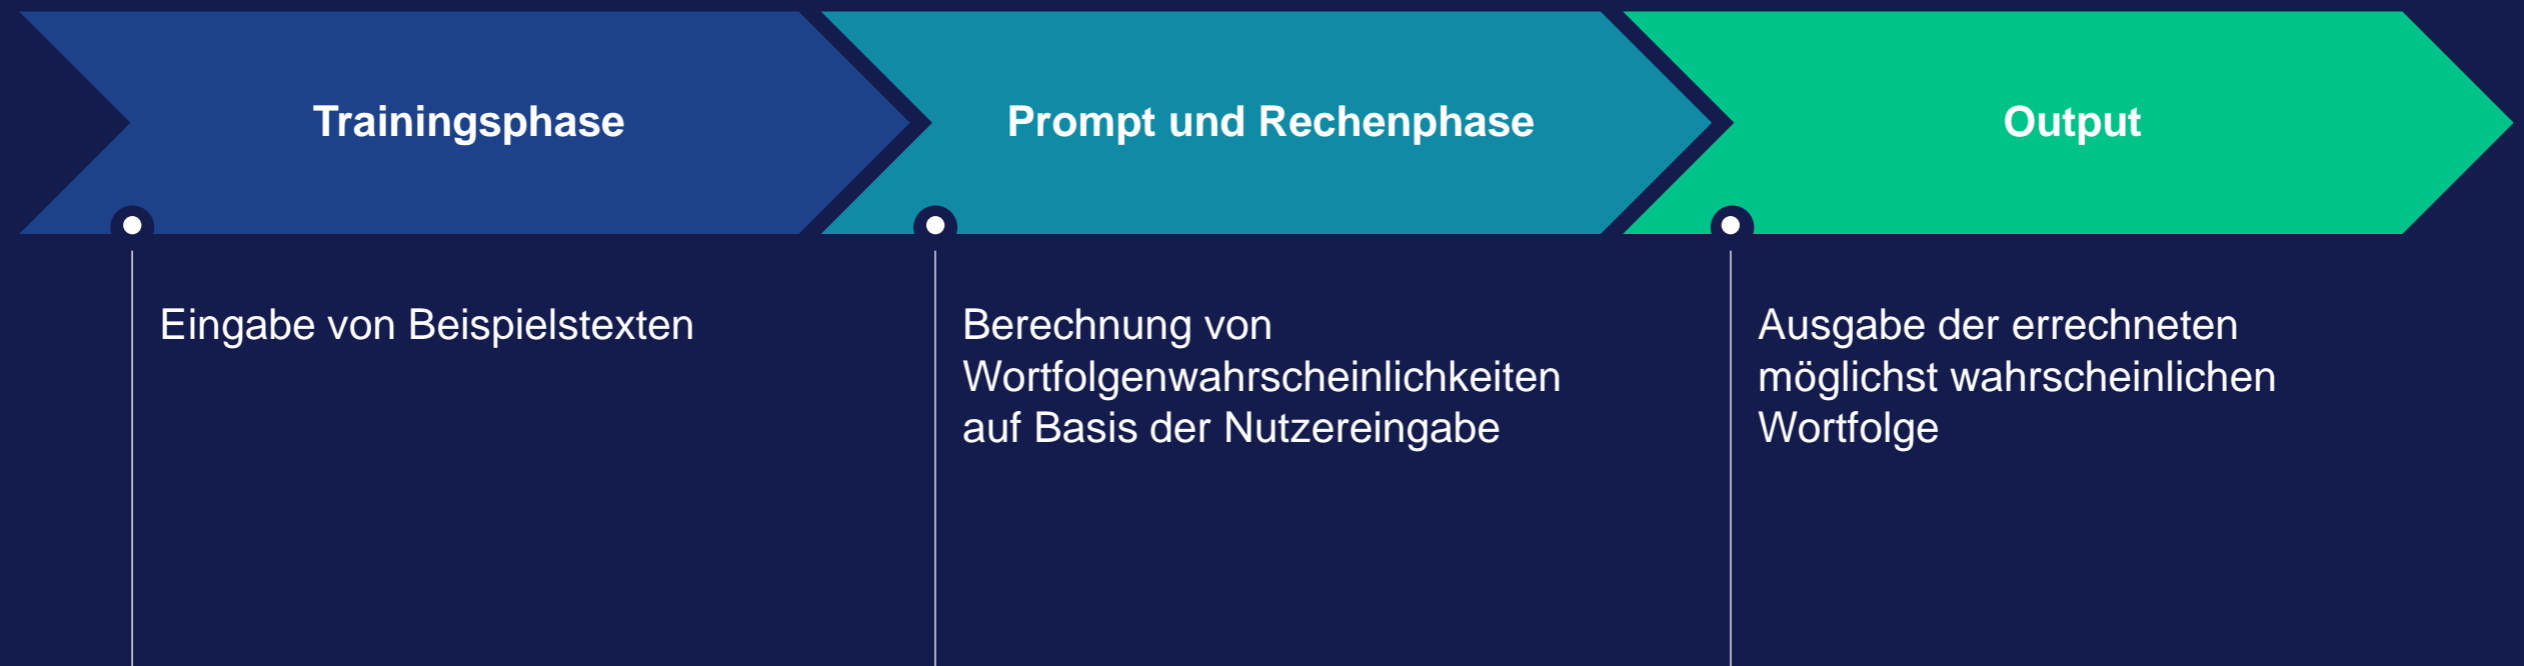 Trainingsphase
Prompt und Rechenphase
Output
Eingabe von Beispielstexten
Berechnung von
Wortfolgenwahrscheinlichkeiten
auf Basis der Nutzereingabe
Ausgabe der errechneten
möglichst wahrscheinlichen
Wortfolge